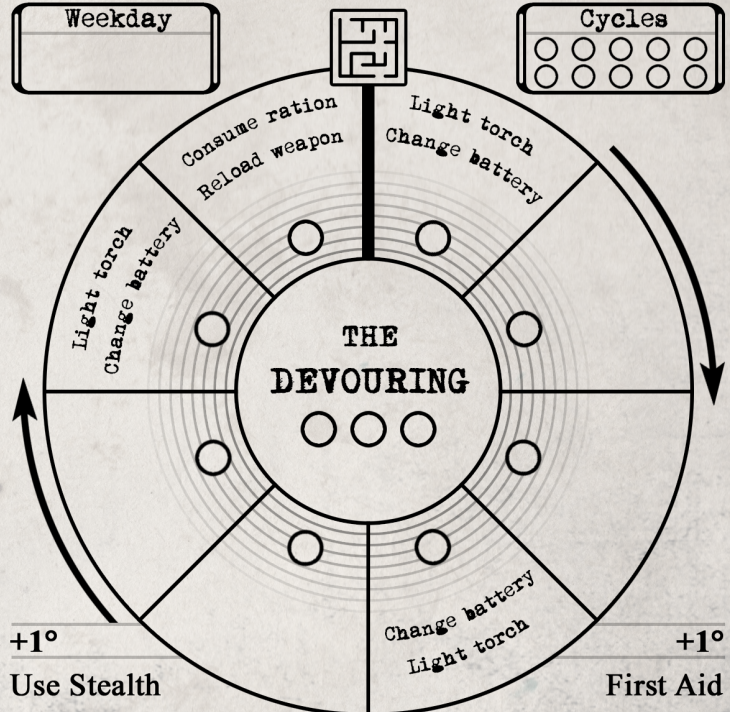 Weekday
Cycles
Consume ration
Reload weapon
Light torch
Change battery
Light torch
Change battery
THE
DEVOURING
Change battery
Light torch
+1°
Use Stealth
+1°
First Aid